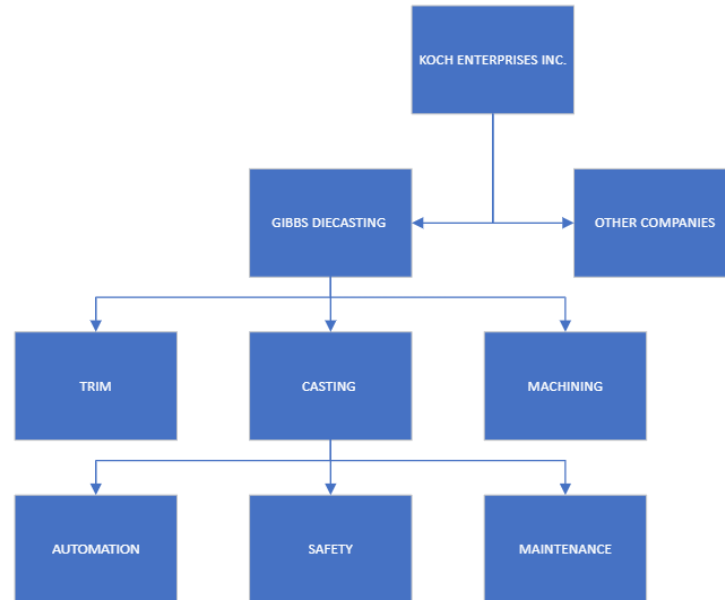 KOCH ENTERPRISES INC.
GIBBS DIECASTING
OTHER COMPANIES
TRIM
CASTING
MACHINING
AUTOMATION
SAFETY
MAINTENANCE